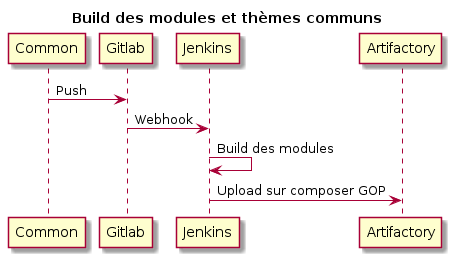 Build des modules et thèmes communs
Common Gitlab Jenkins Artifactory
Push
Webhook
Build des modules
Upload sur composer GOP
Common Gitlab Jenkins Artifactory